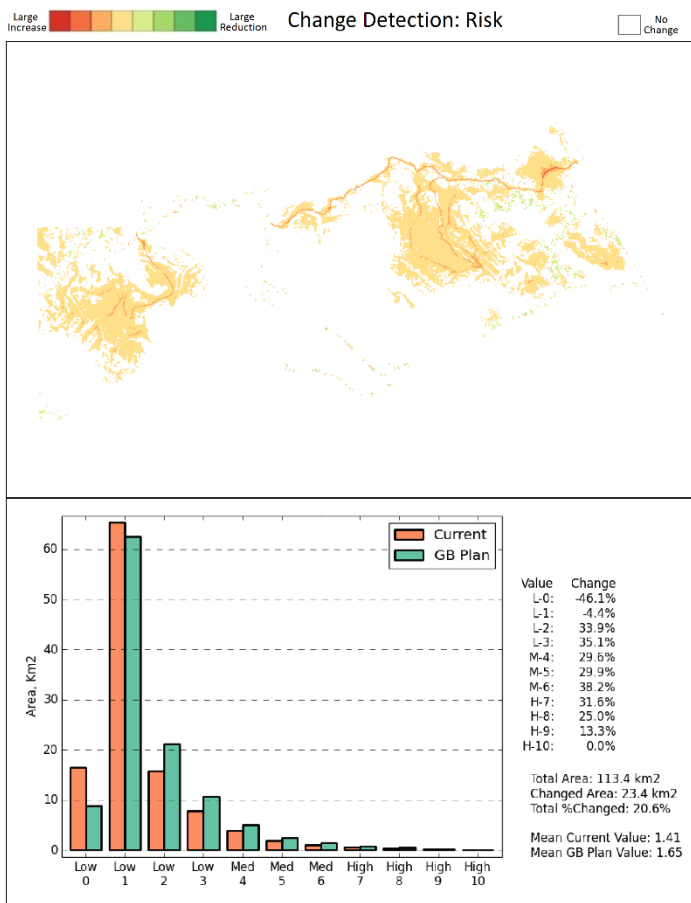 Large
Increase
Large
Reduction
Change Detection: Risk
No
Change
Area, Km2
60
50
40
30
20
10
0
Current
GB Plan
Low
0
Low
1
Low
2
Low
3
Med
4
Med
5
Med
6
High
7
High
8
High
9
High
10
Value Change
L-0: -46.1%
L-1: -4.4%
L-2: 33.9%
L-3: 35.1%
M-4: 29.6%
M-5: 29.9%
M-6: 38.2%
H-7: 31.6%
H-8: 25.0%
H-9: 13.3%
H-10: 0.0%
Total Area: 113.4 km2
Changed Area: 23.4 km2
Total %Changed: 20.6%
Mean Current Value: 1.41
Mean GB Plan Value: 1.65